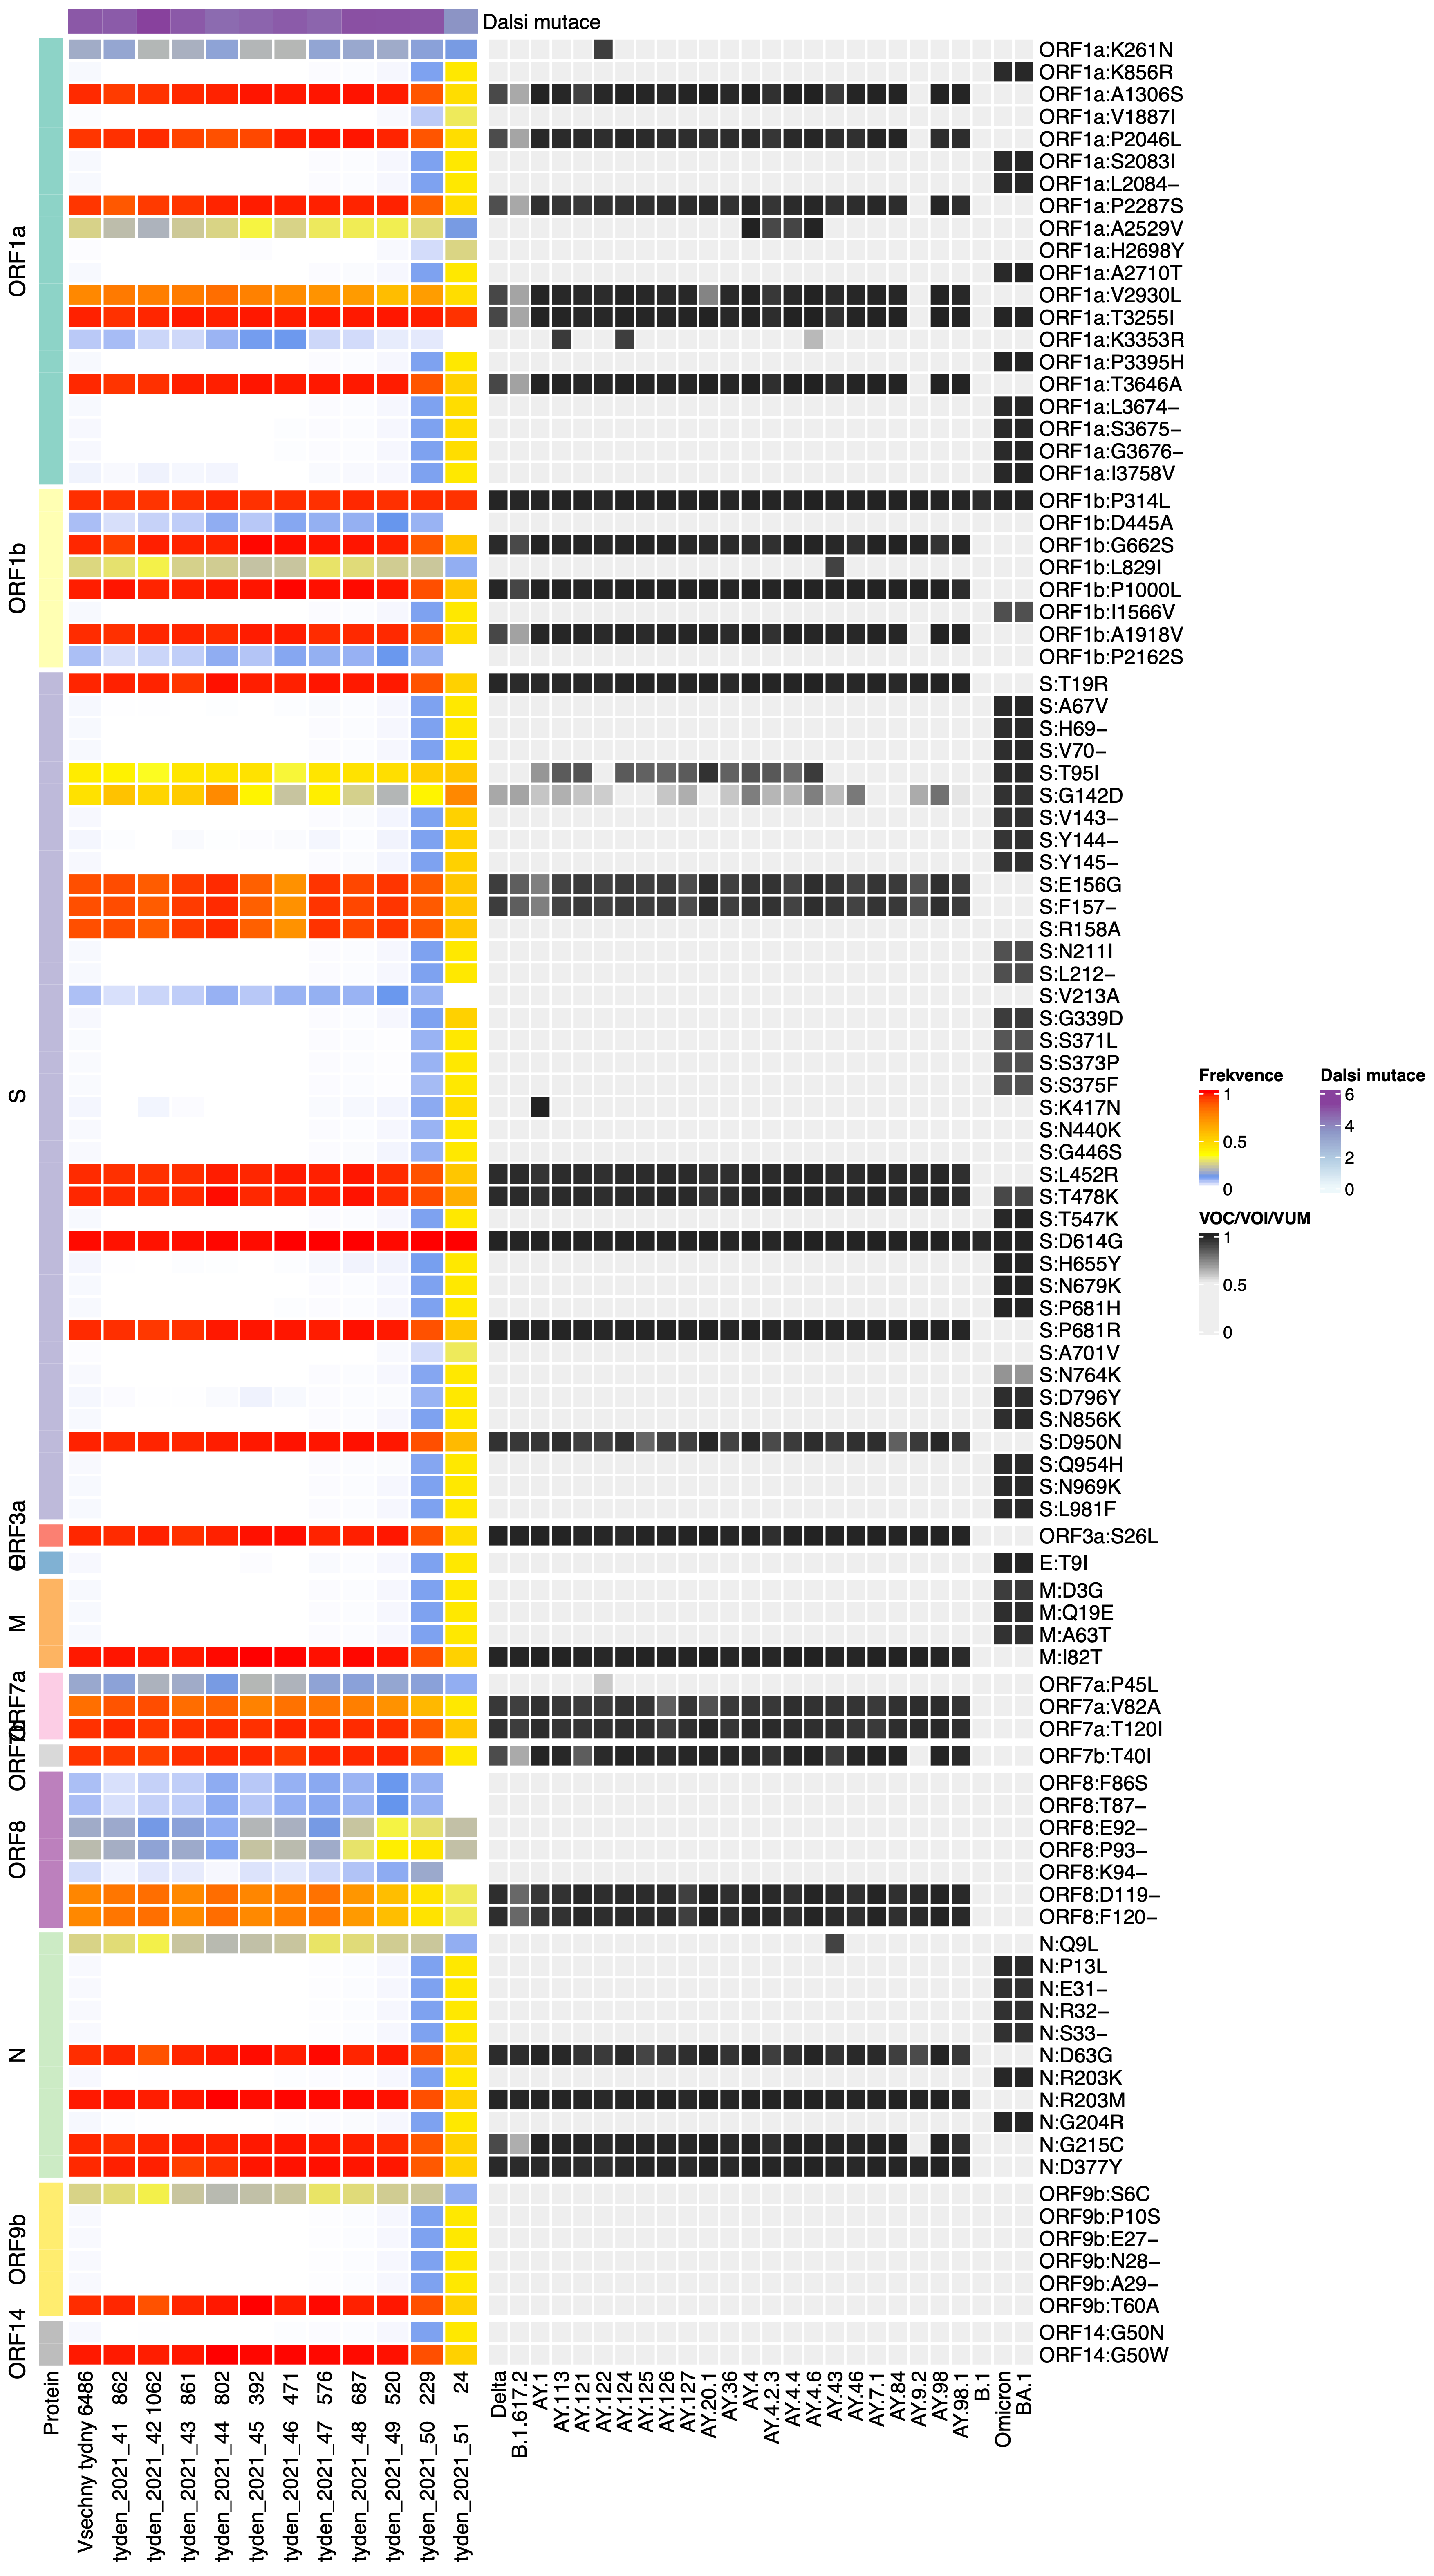 Dalsi mutace
ORF1a
ORF1b
S
ORF3a
E
M
ORF7a
ORF7b
ORF8
N
ORF9b
ORF14
ORF1a:K261N
ORF1a:K856R
ORF1a:A1306S
ORF1a:V1887I
ORF1a:P2046L
ORF1a:S2083I
ORF1a:L2084−
ORF1a:P2287S
ORF1a:A2529V
ORF1a:H2698Y
ORF1a:A2710T
ORF1a:V2930L
ORF1a:T3255I
ORF1a:K3353R
ORF1a:P3395H
ORF1a:T3646A
ORF1a:L3674−
ORF1a:S3675−
ORF1a:G3676−
ORF1a:I3758V
ORF1b:P314L
ORF1b:D445A
ORF1b:G662S
ORF1b:L829I
ORF1b:P1000L
ORF1b:I1566V
ORF1b:A1918V
ORF1b:P2162S
S:T19R
S:A67V
S:H69−
S:V70−
S:T95I
S:G142D
S:V143−
S:Y144−
S:Y145−
S:E156G
S:F157−
S:R158A
S:N211I
S:L212−
S:V213A
S:G339D
S:S371L
S:S373P
S:S375F
S:K417N
S:N440K
S:G446S
S:L452R
S:T478K
S:T547K
S:D614G
S:H655Y
S:N679K
S:P681H
S:P681R
S:A701V
S:N764K
S:D796Y
S:N856K
S:D950N
S:Q954H
S:N969K
S:L981F
ORF3a:S26L
E:T9I
M:D3G
M:Q19E
M:A63T
M:I82T
ORF7a:P45L
ORF7a:V82A
ORF7a:T120I
ORF7b:T40I
ORF8:F86S
ORF8:T87−
ORF8:E92−
ORF8:P93−
ORF8:K94−
ORF8:D119−
ORF8:F120−
N:Q9L
N:P13L
N:E31−
N:R32−
N:S33−
N:D63G
N:R203K
N:R203M
N:G204R
N:G215C
N:D377Y
ORF9b:S6C
ORF9b:P10S
ORF9b:E27−
ORF9b:N28−
ORF9b:A29−
ORF9b:T60A
ORF14:G50N
ORF14:G50W
Frekvence
1
0.5
0
Dalsi mutace
6
4
2
0
VOC/VOI/VUM
1
0.5
0
Protein
Vsechny tydny 6486
tyden_2021_41 862
tyden_2021_42 1062
tyden_2021_43 861
tyden_2021_44 802
tyden_2021_45 392
tyden_2021_46 471
tyden_2021_47 576
tyden_2021_48 687
tyden_2021_49 520
tyden_2021_50 229
tyden_2021_51 24
Delta
B.1.617.2
AY.1
AY.113
AY.121
AY.122
AY.124
AY.125
AY.126
AY.127
AY.20.1
AY.36
AY.4
AY.4.2.3
AY.4.4
AY.4.6
AY.43
AY.46
AY.7.1
AY.84
AY.9.2
AY.98
AY.98.1
B.1
Omicron
BA.1